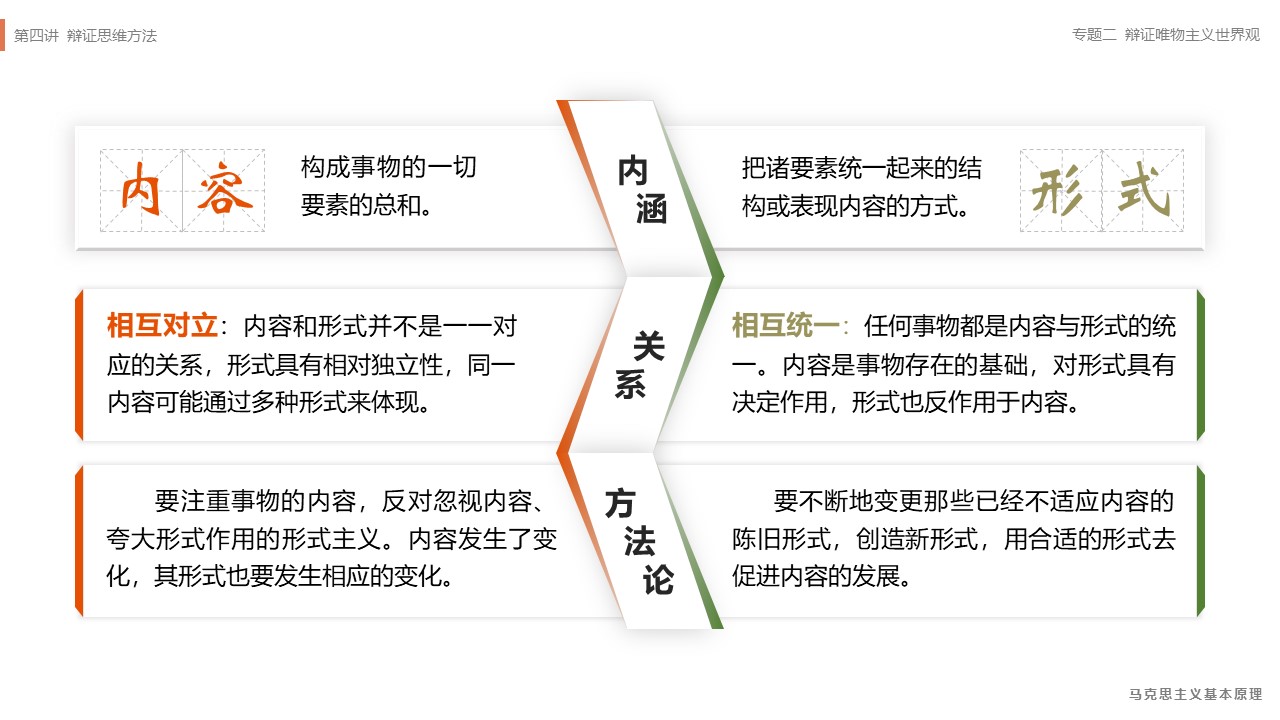 第四讲 辩证思维方法
专题二 辩证唯物主义世界观
内容
构成事物的一切
要素的总和。
内
涵
把诸要素统一起来的结
构或表现内容的方式。
形式
相互对立：内容和形式并不是一一对
应的关系，形式具有相对独立性，同一
内容可能通过多种形式来体现。
关
系
相互统一：任何事物都是内容与形式的统
一。内容是事物存在的基础，对形式具有
决定作用，形式也反作用于内容。
要注重事物的内容，反对忽视内容、
夸大形式作用的形式主义。内容发生了变
化，其形式也要发生相应的变化。
方
法
论
要不断地变更那些已经不适应内容的
陈旧形式，创造新形式，用合适的形式去
促进内容的发展。
马克思主义基本原理